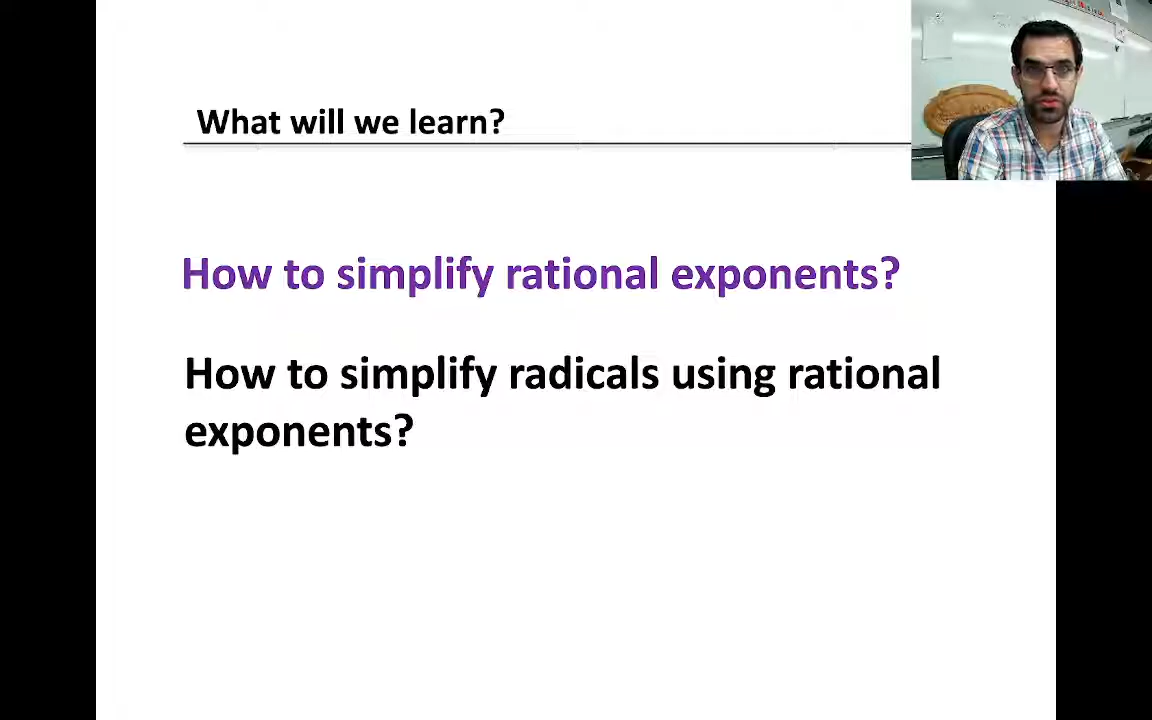 What will we learn?
How to simplify rational exponents?
How to simplify radicals using rational
exponents?